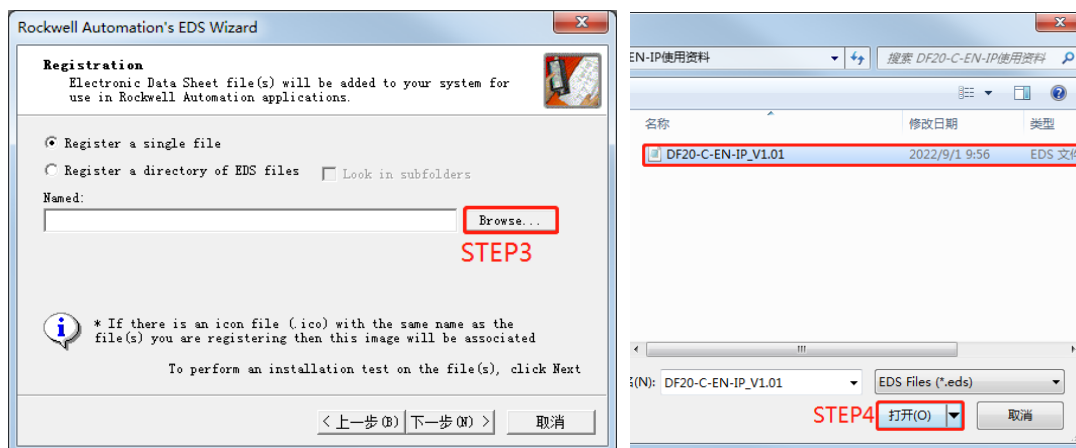 Rockwell Automation's EDS Wizard
Registration
Electronic Data Sheet file(s) will be added to your system for
use in Rockwell Automation applications.
Register a single file
Register a directory of EDS files
Look in subfolders
Named:
Browse...
STEP3
* If there is an icon file (.ico) with the same name as the
file(s) you are registering then this image will be associated
To perform an installation test on the file(s), click Next
< 上一步(B)
下一步(N) >
取消
EN-IP使用资料
搜索 DF20-C-EN-IP使用资料
名称
修改日期
类型
DF20-C-EN-IP_V1.01
2022/9/1 9:56
EDS 文件
(N):
DF20-C-EN-IP_V1.01
EDS Files (*.eds)
STEP4
打开(O)
取消